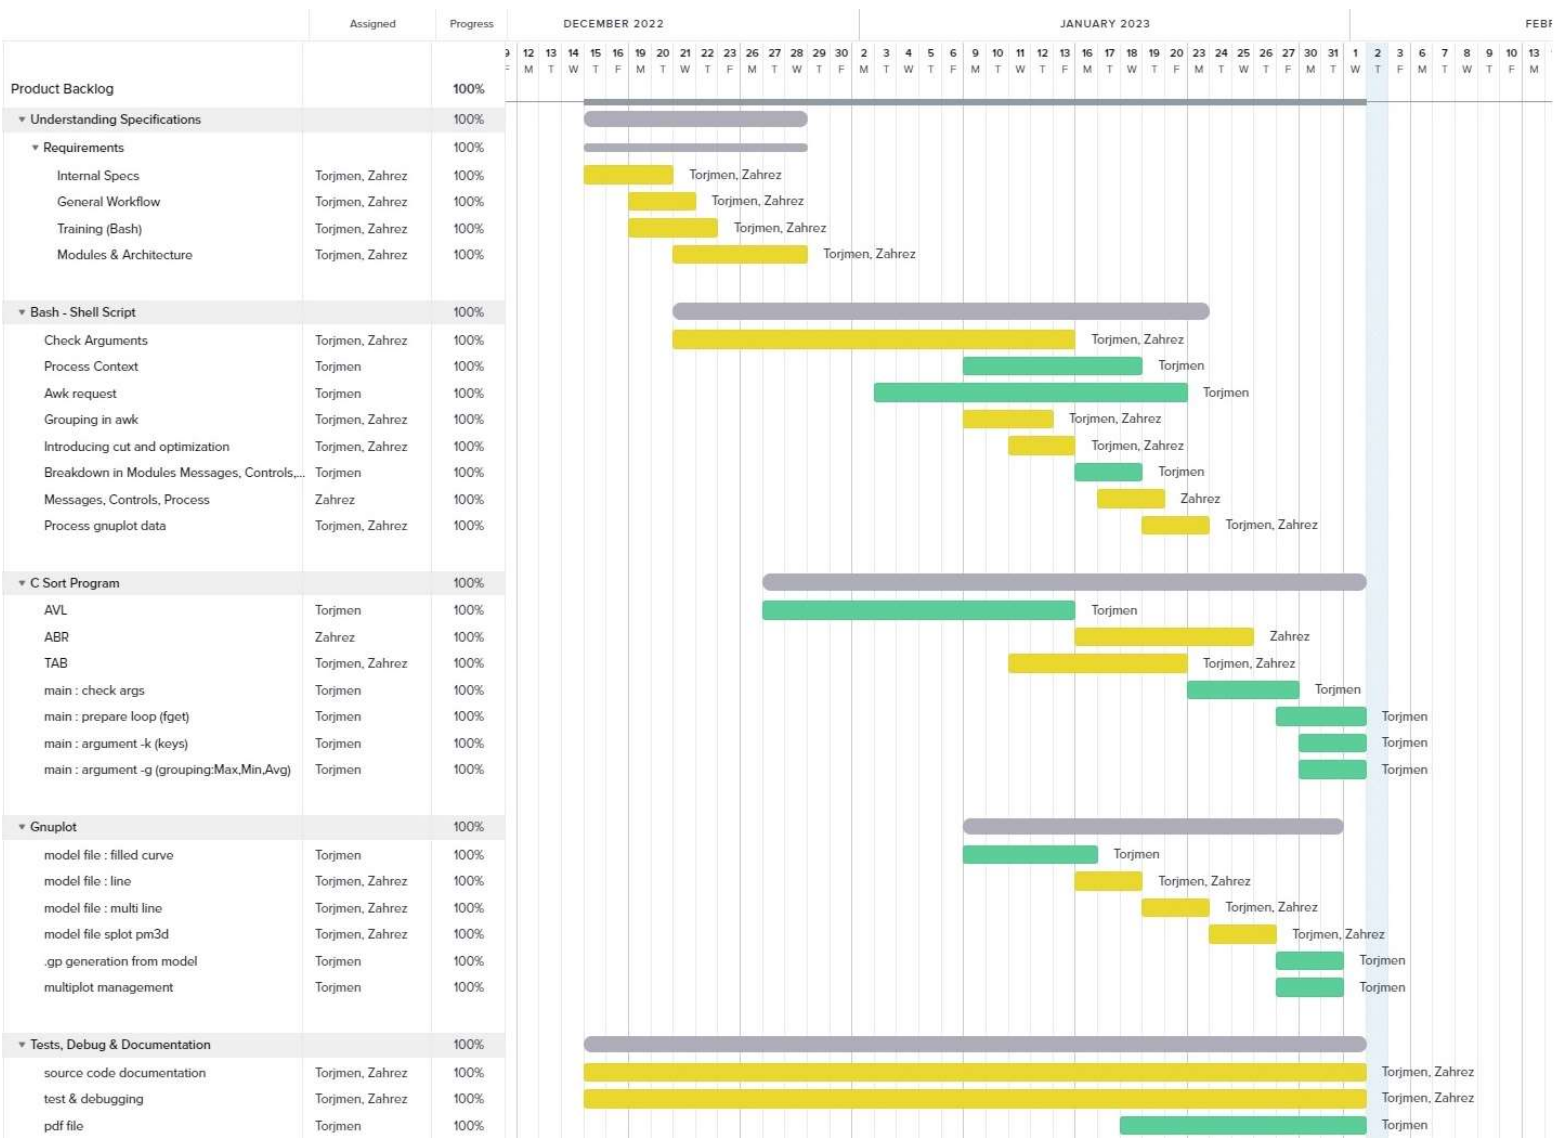 Assigned Progress DECEMBER 2022 JANUARY 2023 FEBR
9 12 13 14 15 16 19 20 21 22 23 26 27 28 29 30 2 3 4 5 6 9 10 11 12 13 16 17 18 19 20 23 24 25 26 27 30 31 1 2 3 6 7 8 9 10 13
F M T W T F M T W T F M T W T F M T W T F M T W T F M T W T F M T W T F M T W T F M T W T F M
Product Backlog 100%
Understanding Specifications 100%
Requirements 100%
Internal Specs Torjmen, Zahrez 100% Torjmen, Zahrez
General Workflow Torjmen, Zahrez 100% Torjmen, Zahrez
Training (Bash) Torjmen, Zahrez 100% Torjmen, Zahrez
Modules & Architecture Torjmen, Zahrez 100% Torjmen, Zahrez
Bash - Shell Script 100%
Check Arguments Torjmen, Zahrez 100% Torjmen, Zahrez
Process Context Torjmen 100% Torjmen
Awk request Torjmen 100% Torjmen
Grouping in awk Torjmen, Zahrez 100% Torjmen, Zahrez
Introducing cut and optimization Torjmen, Zahrez 100% Torjmen, Zahrez
Breakdown in Modules Messages, Controls,... Torjmen 100% Torjmen
Messages, Controls, Process Zahrez 100% Zahrez
Process gnuplot data Torjmen, Zahrez 100% Torjmen, Zahrez
C Sort Program 100%
AVL Torjmen 100% Torjmen
ABR Zahrez 100% Zahrez
TAB Torjmen, Zahrez 100% Torjmen, Zahrez
main : check args Torjmen 100% Torjmen
main : prepare loop (fget) Torjmen 100% Torjmen
main : argument -k (keys) Torjmen 100% Torjmen
main : argument -g (grouping:Max,Min,Avg) Torjmen 100% Torjmen
Gnuplot 100%
model file : filled curve Torjmen 100% Torjmen
model file : line Torjmen, Zahrez 100% Torjmen, Zahrez
model file : multi line Torjmen, Zahrez 100% Torjmen, Zahrez
model file splot pm3d Torjmen, Zahrez 100% Torjmen, Zahrez
.gp generation from model Torjmen 100% Torjmen
multiplot management Torjmen 100% Torjmen
Tests, Debug & Documentation 100%
source code documentation Torjmen, Zahrez 100% Torjmen, Zahrez
test & debugging Torjmen, Zahrez 100% Torjmen, Zahrez
pdf file Torjmen 100% Torjmen